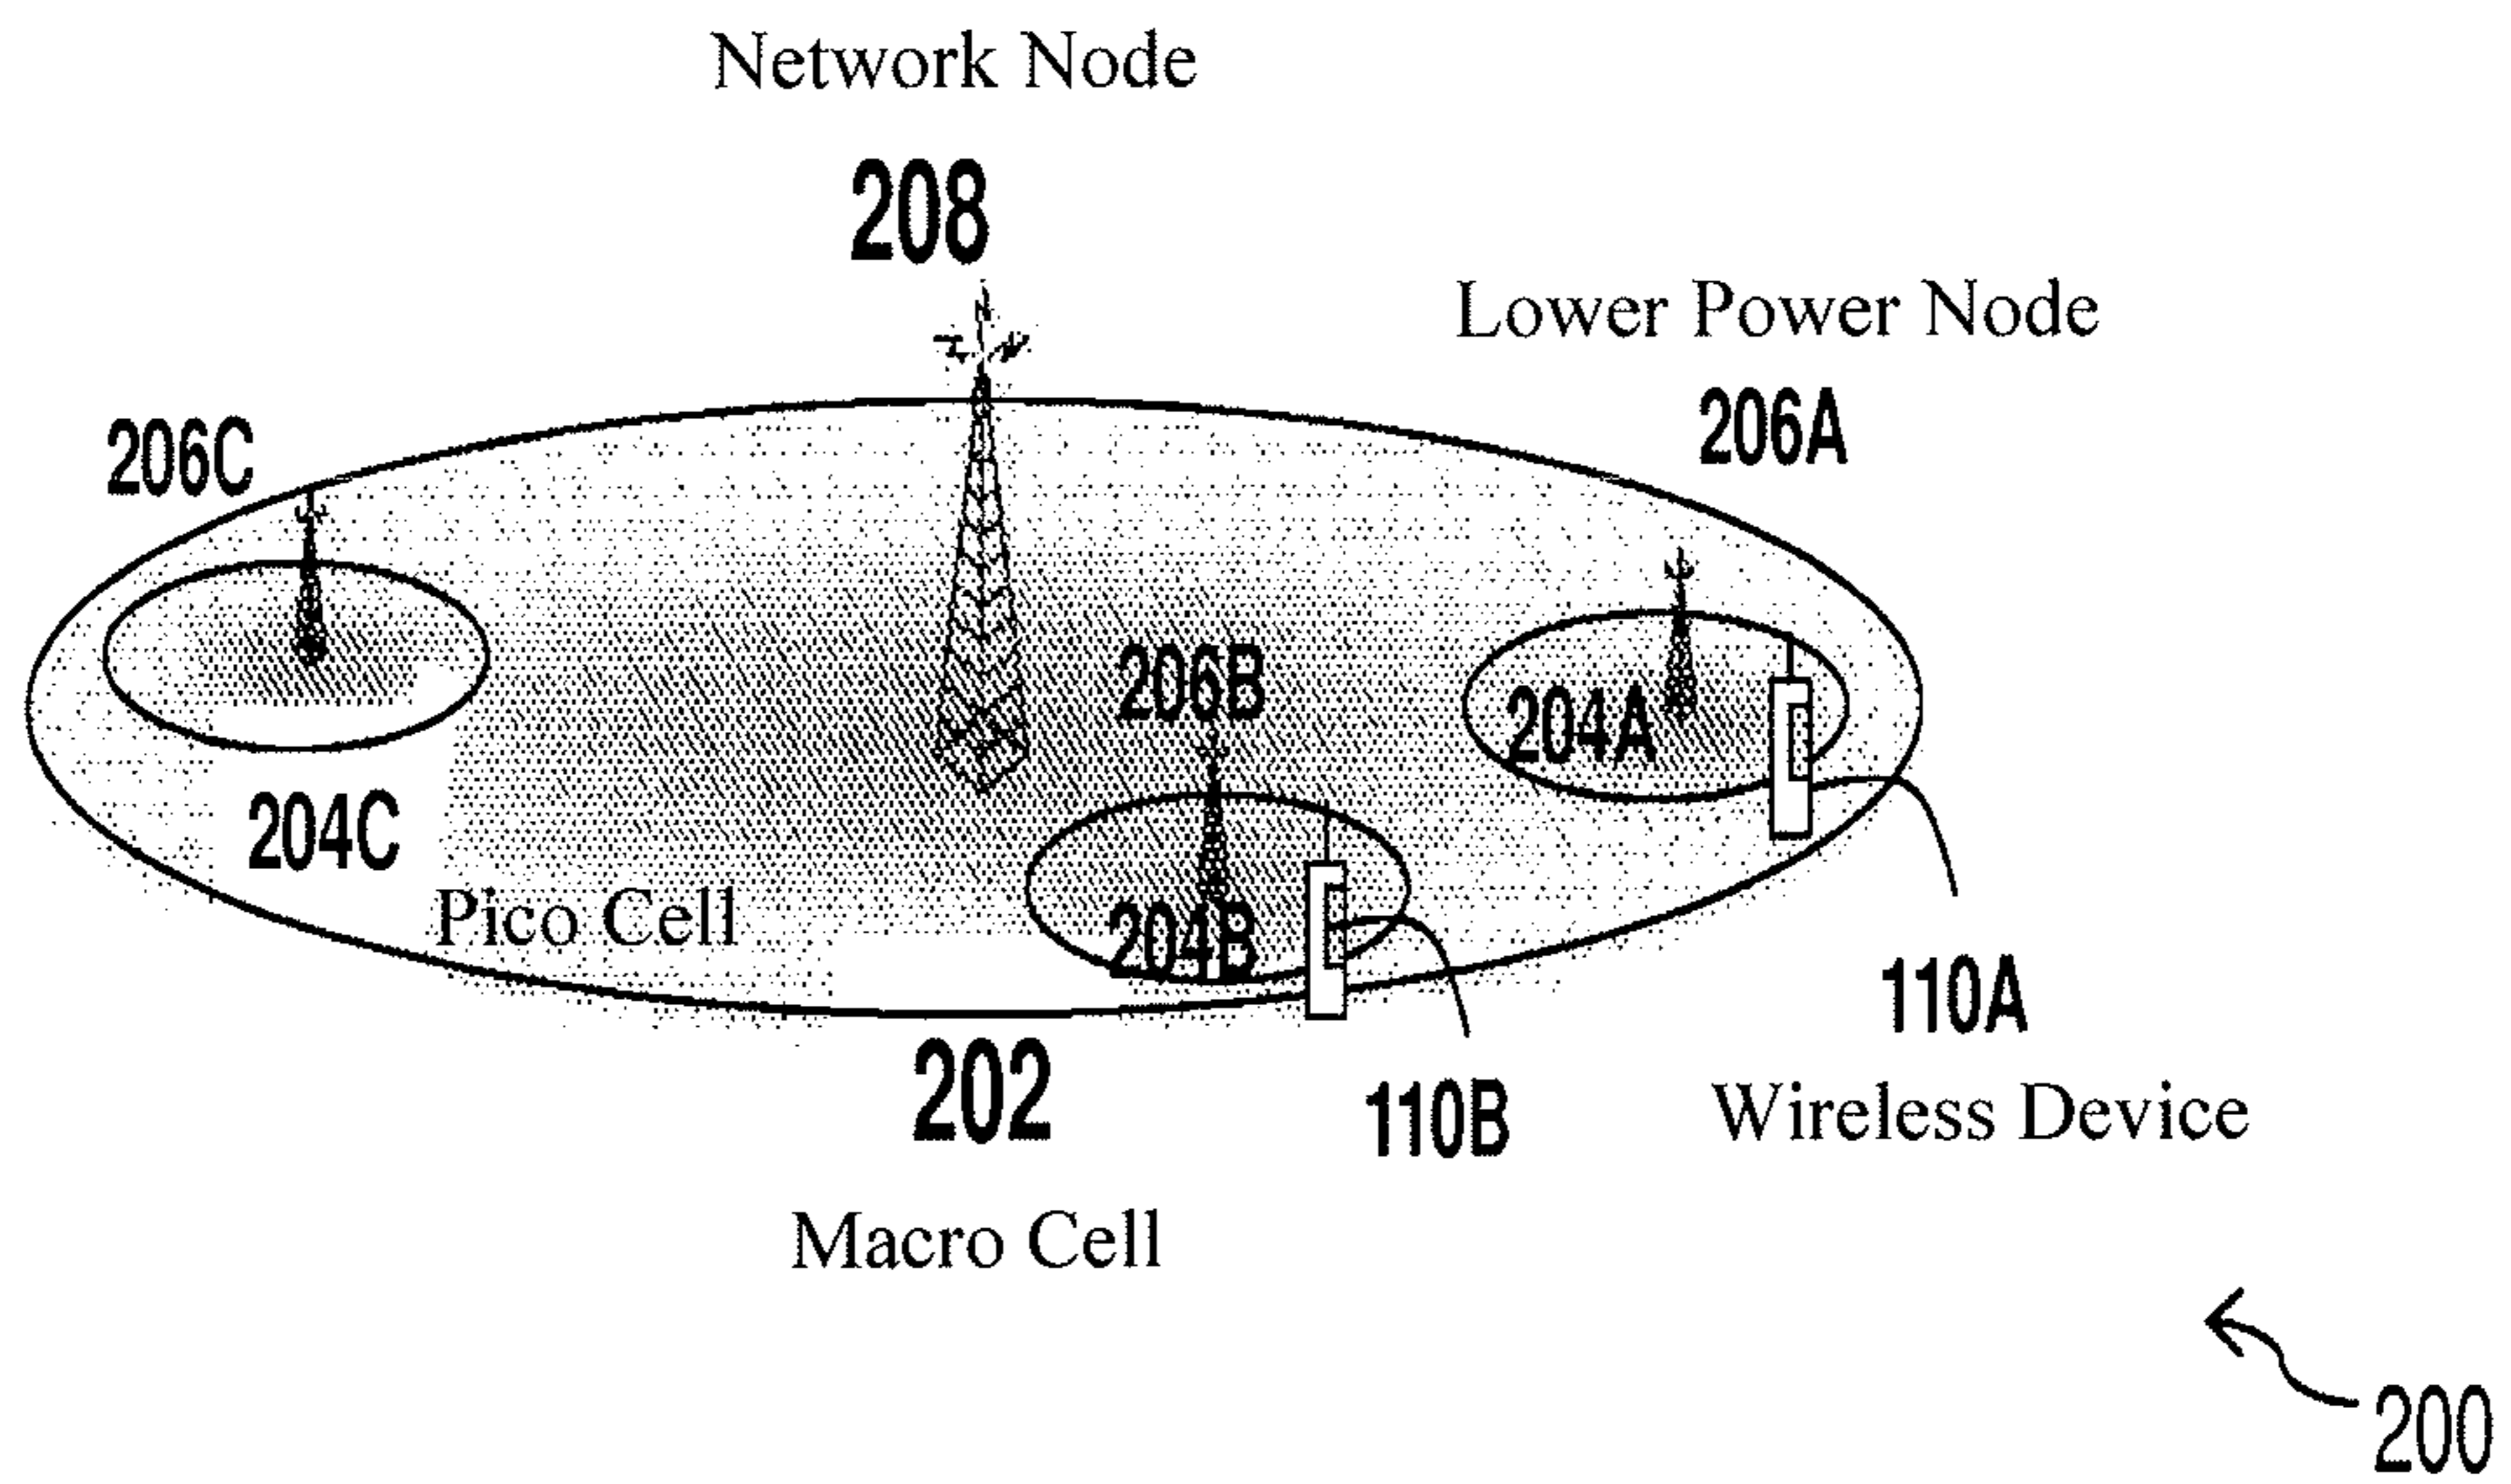 Network Node
208
Lower Power Node
206A
206C
206B
204A
204C
Pico Cell
204B
110A
202
110B
Wireless Device
Macro Cell
200